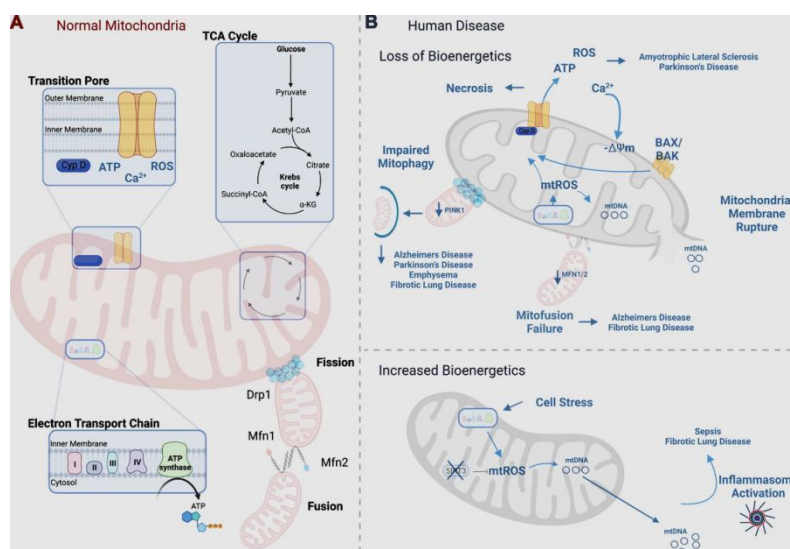 A
Normal Mitochondria
TCA Cycle
Glucose
Pyruvate
Acetyl-CoA
Oxaloacetate
Citrate
Krebs
cycle
Succinyl-CoA
α-KG
Transition Pore
Outer Membrane
Inner Membrane
Cyp D
ATP
ROS
Ca²⁺
Electron Transport Chain
Inner Membrane
I
II
III
IV
ATP
synthase
Cytosol
ATP
Fission
Drp1
Mfn1
Mfn2
Fusion
B
Human Disease
Loss of Bioenergetics
ROS
ATP
Amyotrophic Lateral Sclerosis
Parkinson's Disease
Necrosis
Ca²⁺
Cyp D
-ΔΨm
BAX/
BAK
Impaired
Mitophagy
PINK1
mtROS
mtDNA
Mitochondria
Membrane
Rupture
mtDNA
Alzheimers Disease
Parkinson's Disease
Emphysema
Fibrotic Lung Disease
MFN1/2
Mitofusion
Failure
Alzheimers Disease
Fibrotic Lung Disease
Increased Bioenergetics
Cell Stress
SIRT3
mtROS
mtDNA
Sepsis
Fibrotic Lung Disease
Inflammasom
Activation
mtDNA